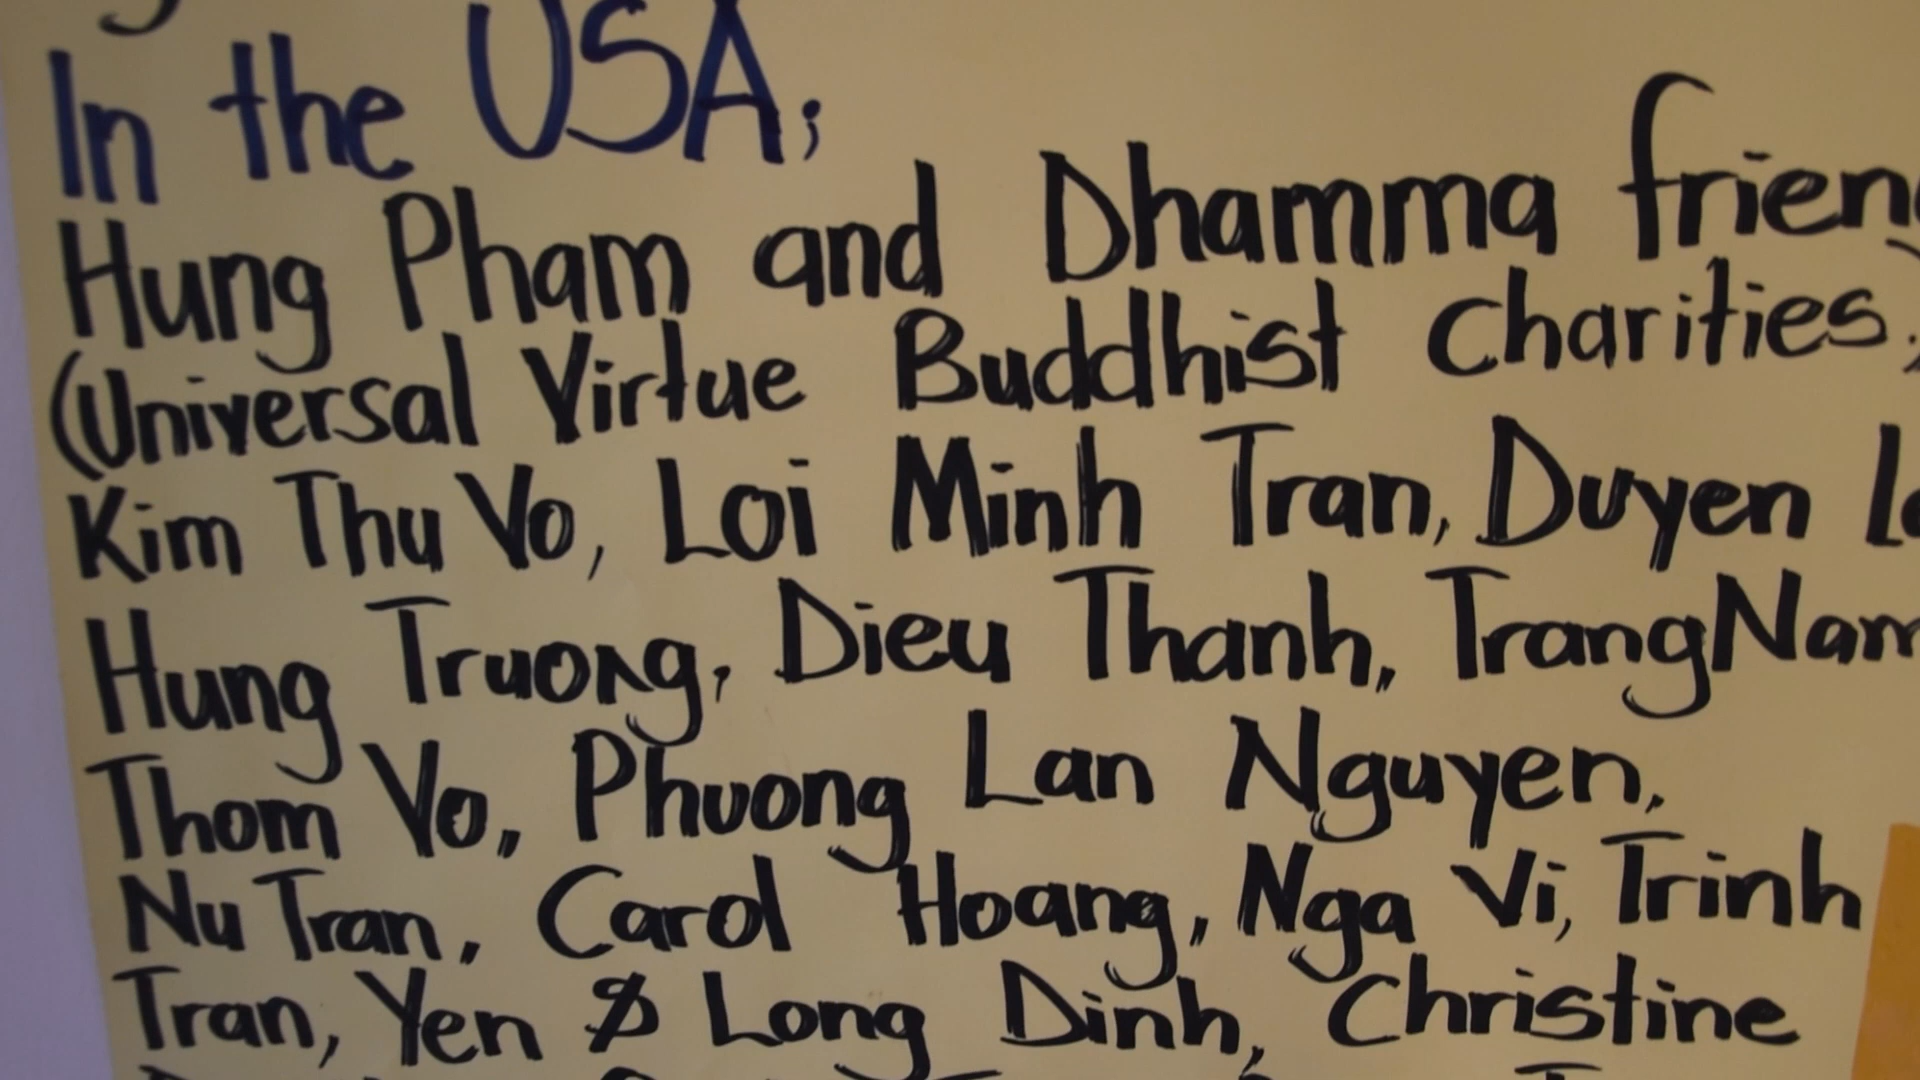 In the USA;
Hung Pham and Dhamma
(Universal Virtue Buddhist charities,
Kim Thu Vo, Loi Minh Tran, Duyen
Hung Truong, Dieu Thanh, Trang Nam
Thom Vo, Phuong Lan Nguyen,
Nu Tran, Carol Hoang, Nga Vi, Trinh
Tran, Yen & Long Dinh, Christine